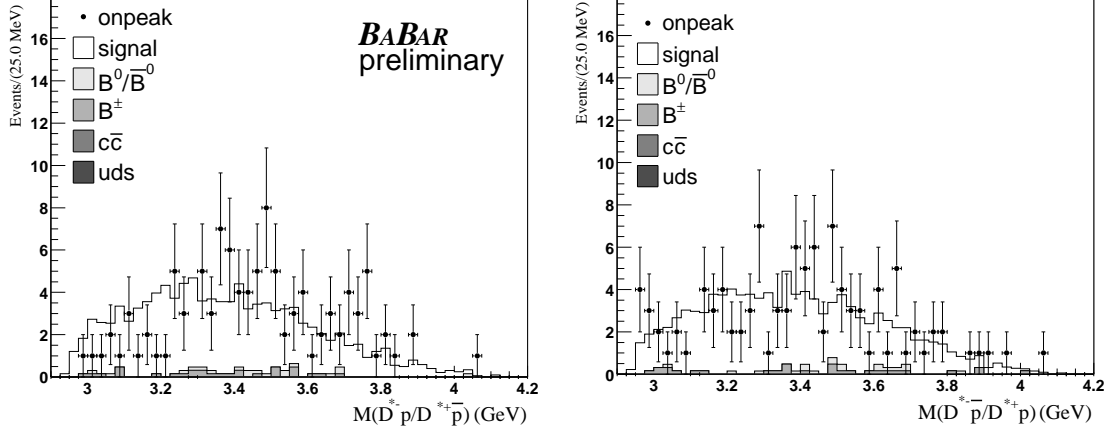 Events/(25.0 MeV)
16
14
12
10
8
6
4
2
0
onpeak
signal
B⁰/B̅⁰
B±
cc̅
uds
BABAR
preliminary
3 3.2 3.4 3.6 3.8 4 4.2
M(D*⁻p/D*⁺p̅) (GeV)
Events/(25.0 MeV)
16
14
12
10
8
6
4
2
0
onpeak
signal
B⁰/B̅⁰
B±
cc̅
uds
3 3.2 3.4 3.6 3.8 4 4.2
M(D*⁻p̅/D*⁺p) (GeV)